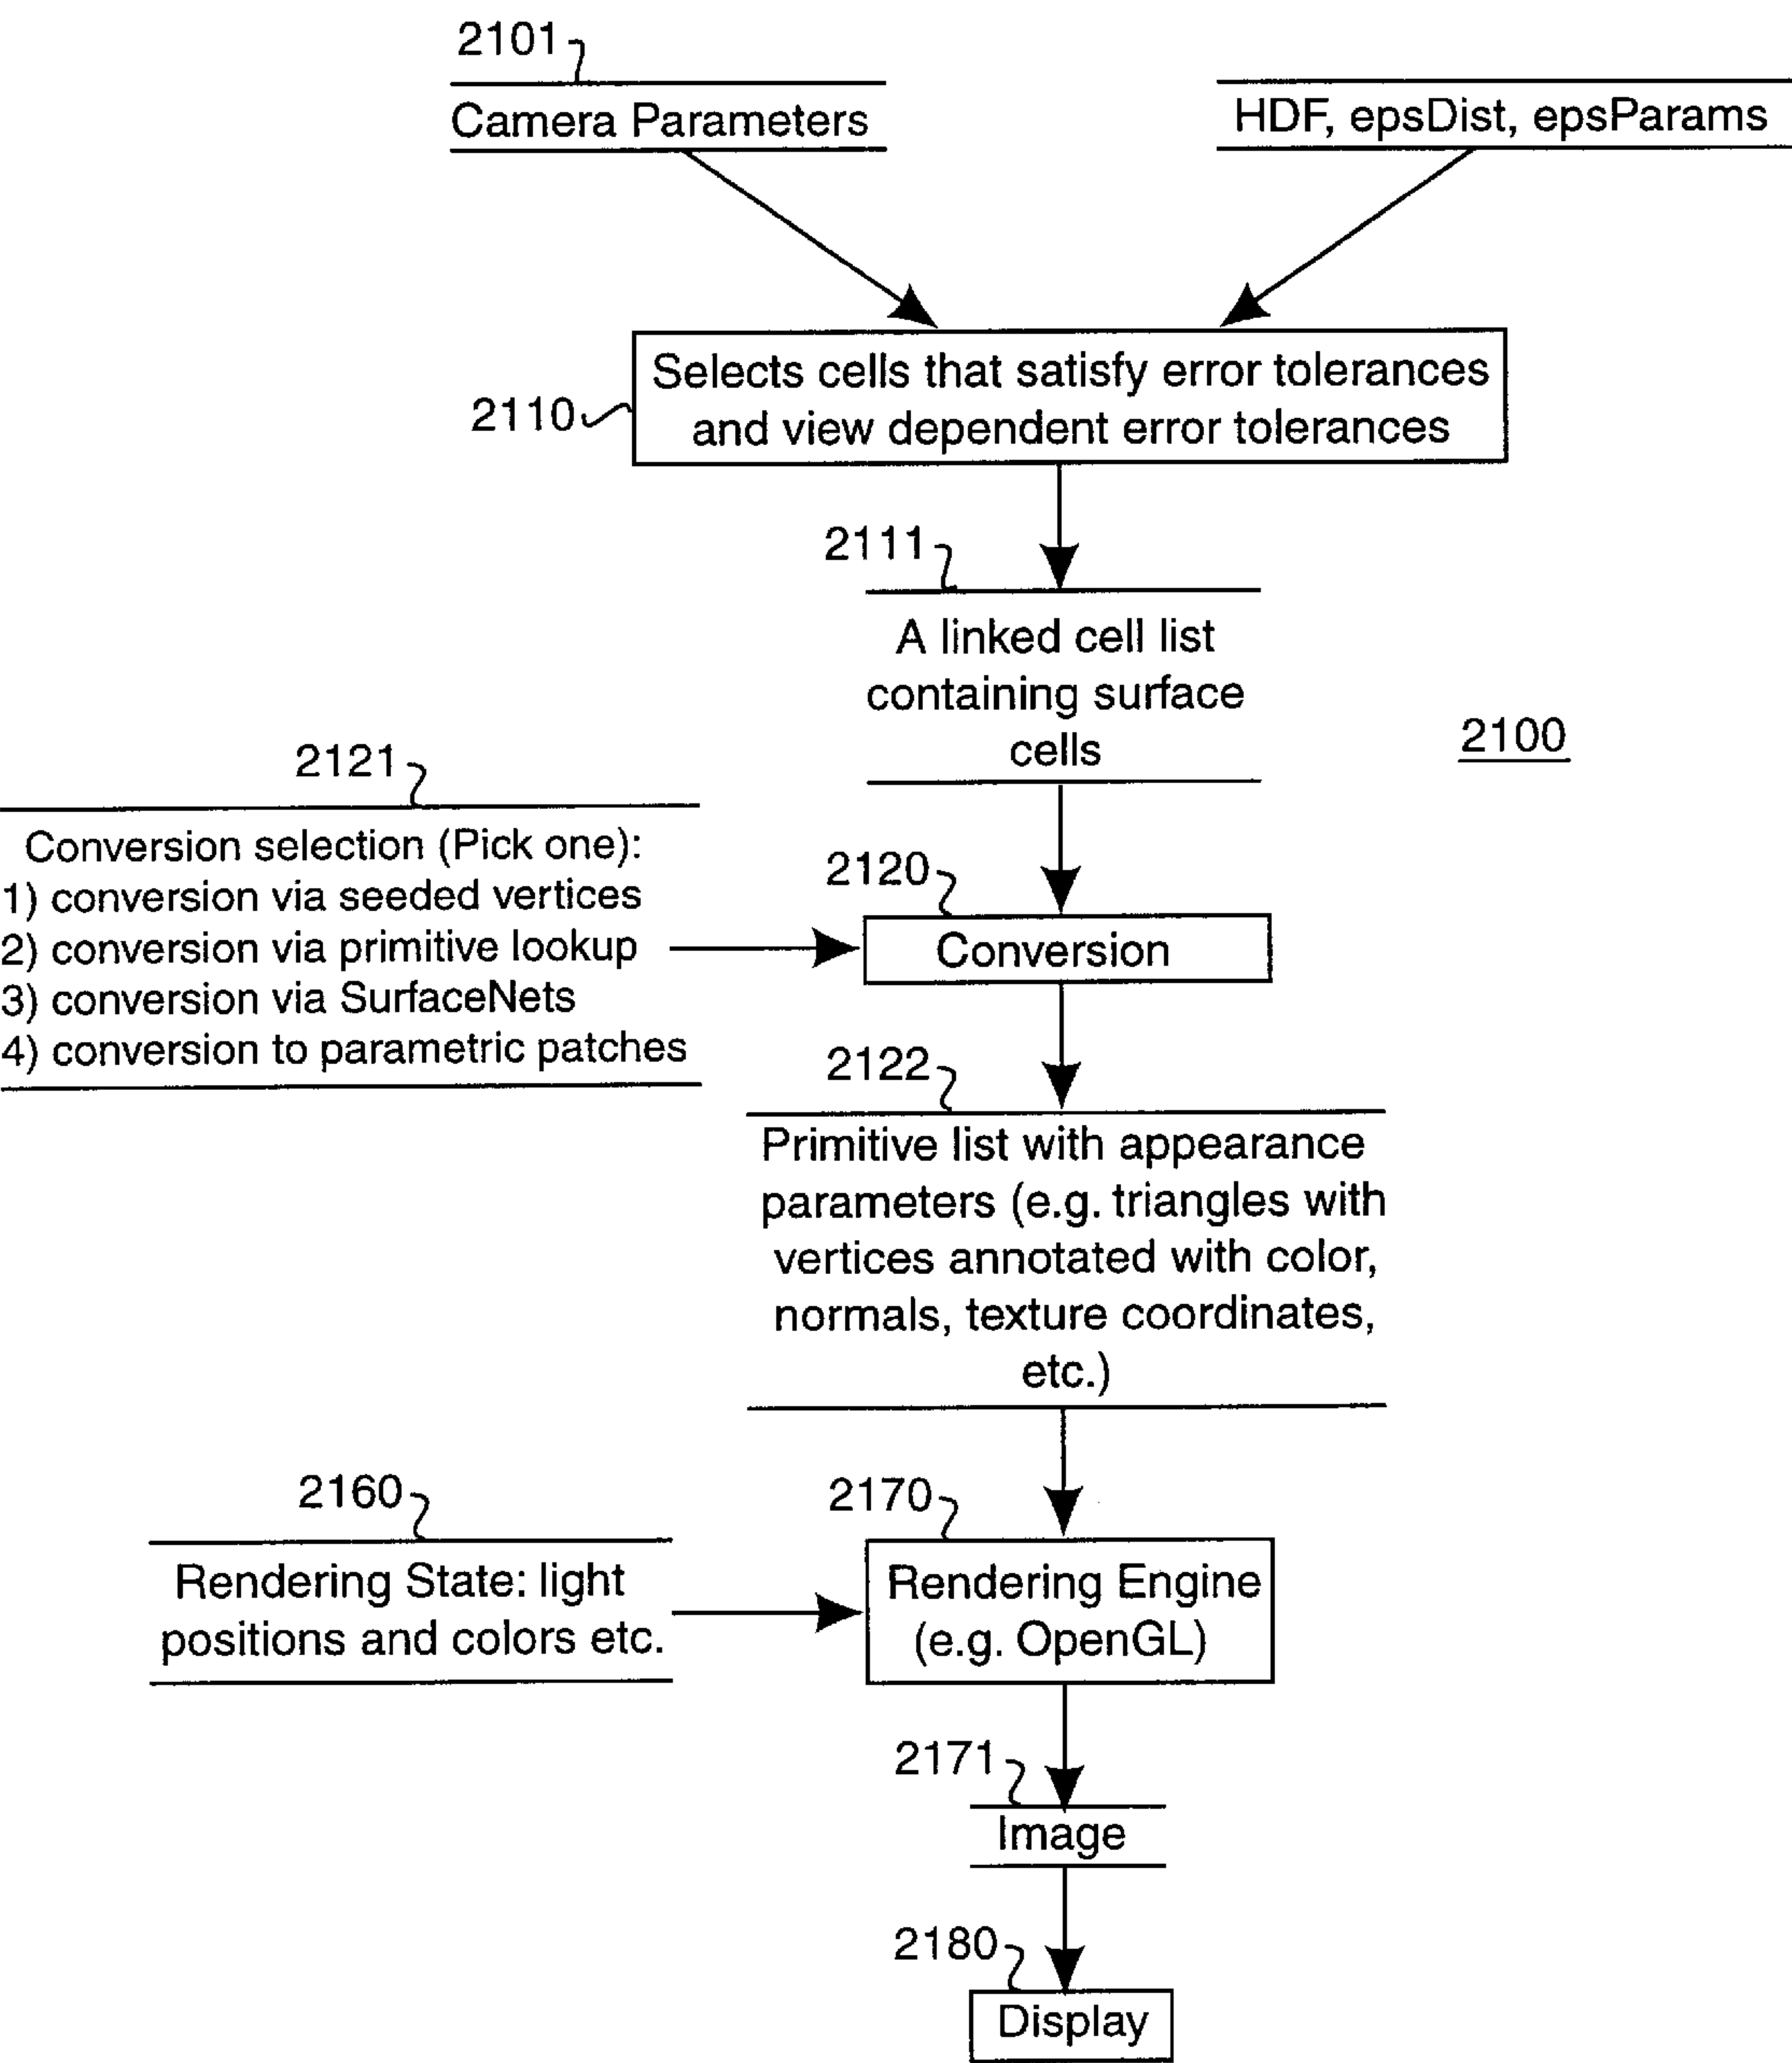 2101
Camera Parameters
HDF, epsDist, epsParams
Selects cells that satisfy error tolerances
2110
and view dependent error tolerances
2111
A linked cell list
containing surface
cells
2100
2121
Conversion selection (Pick one):
1) conversion via seeded vertices
2) conversion via primitive lookup
3) conversion via SurfaceNets
4) conversion to parametric patches
2120
Conversion
2122
Primitive list with appearance
parameters (e.g. triangles with
vertices annotated with color,
normals, texture coordinates,
etc.)
2160
Rendering State: light
positions and colors etc.
2170
Rendering Engine
(e.g. OpenGL)
2171
Image
2180
Display